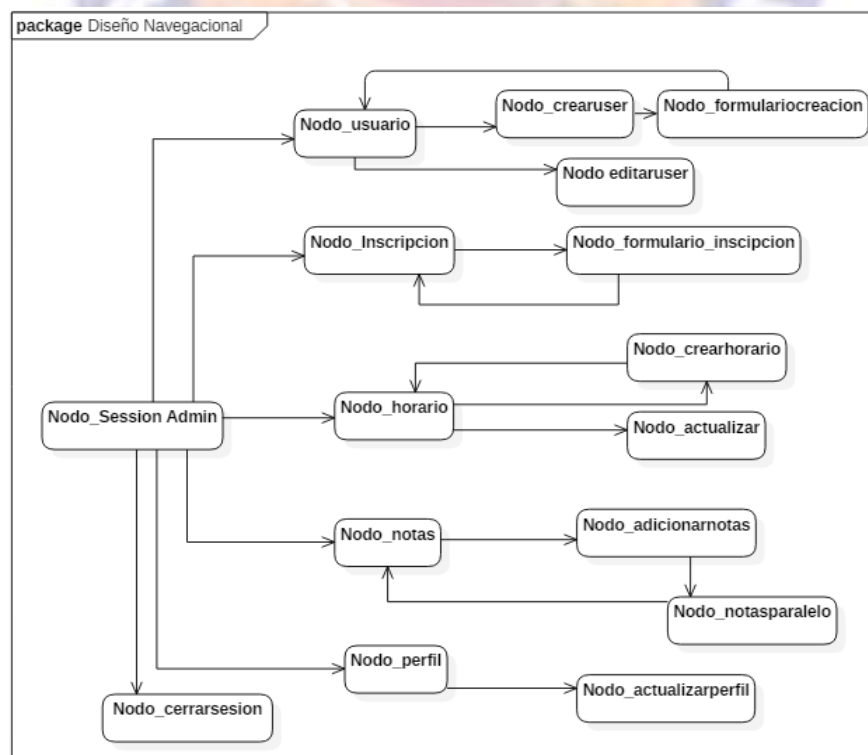 package Diseño Navegacional
Nodo_usuario
Nodo_crearuser
Nodo_formulariocreacion
Nodo editaruser
Nodo_Inscripcion
Nodo_formulario_inscipcion
Nodo_crearhorario
Nodo_Session Admin
Nodo_horario
Nodo_actualizar
Nodo_notas
Nodo_adicionarnotas
Nodo_notasparalelo
Nodo_perfil
Nodo_actualizarperfil
Nodo_cerrarsesion